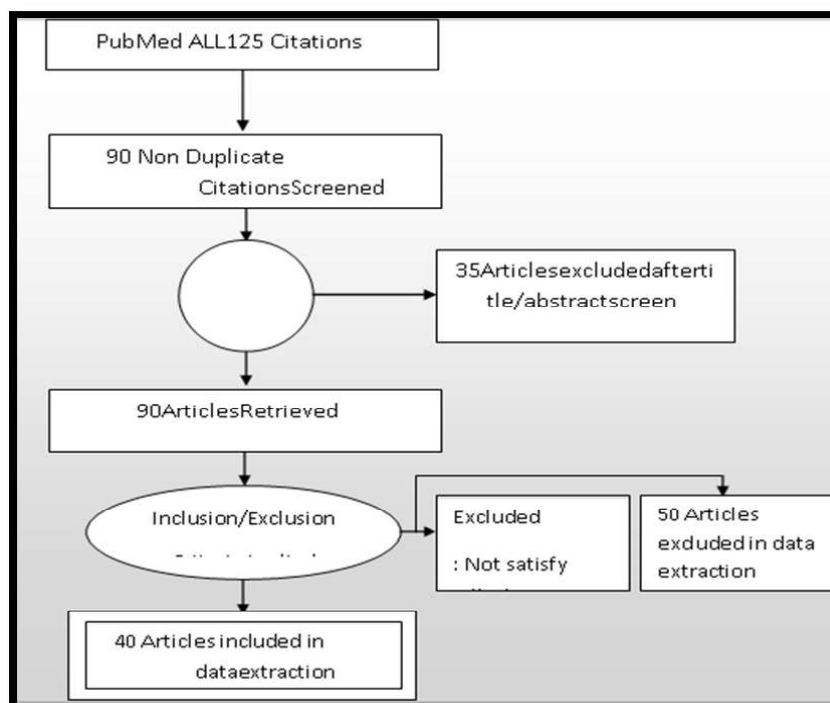 PubMed ALL125 Citations
90 Non Duplicate
CitationsScreened
35Articlesexcludedafterti
tle/abstractscreen
90ArticlesRetrieved
Inclusion/Exclusion
Excluded
: Not satisfy
50 Articles
excluded in data
extraction
40 Articles included in
dataextraction